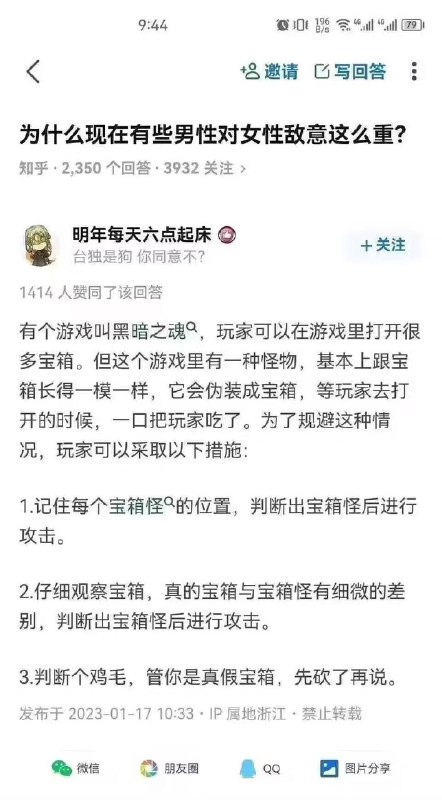 9:44
196 B/s 4G 4G 79
邀请 写回答
为什么现在有些男性对女性敌意这么重?
知乎 · 2,350 个回答 · 3932 关注 >
明年每天六点起床
台独是狗 你同意不?
+关注
1414 人赞同了该回答
有个游戏叫黑暗之魂，玩家可以在游戏里打开很
多宝箱。但这个游戏里有一种怪物，基本上跟宝
箱长得一模一样，它会伪装成宝箱，等玩家去打
开的时候，一口把玩家吃了。为了规避这种情
况，玩家可以采取以下措施：
1.记住每个宝箱怪的位置，判断出宝箱怪后进行
攻击。
2.仔细观察宝箱，真的宝箱与宝箱怪有细微的差
别，判断出宝箱怪后进行攻击。
3.判断个鸡毛，管你是真假宝箱，先砍了再说。
发布于 2023-01-17 10:33 · IP 属地浙江 · 禁止转载
微信 朋友圈 QQ 图片分享